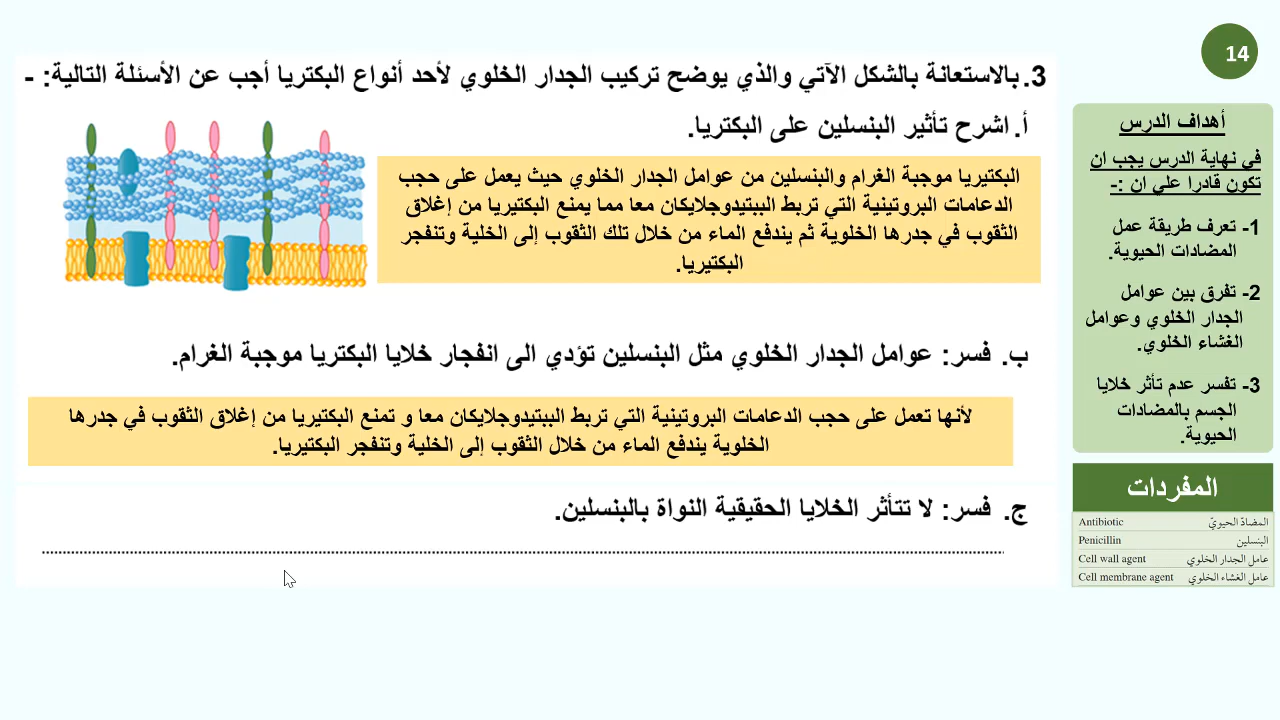 14
3. بالاستعانة بالشكل الآتي والذي يوضح تركيب الجدار الخلوي لأحد أنواع البكتريا أجب عن الأسئلة التالية: -
أ. اشرح تأثير البنسلين على البكتريا.
البكتيريا موجبة الغرام والبنسلين من عوامل الجدار الخلوي حيث يعمل على حجب
الدعامات البروتينية التي تربط الببتيدوجلايكان معا مما يمنع البكتيريا من إغلاق
الثقوب في جدرها الخلوية ثم يندفع الماء من خلال تلك الثقوب إلى الخلية وتنفجر
البكتيريا.
ب. فسر: عوامل الجدار الخلوي مثل البنسلين تؤدي الى انفجار خلايا البكتريا موجبة الغرام.
لأنها تعمل على حجب الدعامات البروتينية التي تربط الببتيدوجلايكان معا و تمنع البكتيريا من إغلاق الثقوب في جدرها
الخلوية يندفع الماء من خلال الثقوب إلى الخلية وتنفجر البكتيريا.
ج. فسر: لا تتأثر الخلايا الحقيقية النواة بالبنسلين.
أهداف الدرس
في نهاية الدرس يجب ان
تكون قادرا علي ان :-
1- تعرف طريقة عمل
المضادات الحيوية.
2- تفرق بين عوامل
الجدار الخلوي وعوامل
الغشاء الخلوي.
3- تفسر عدم تأثر خلايا
الجسم بالمضادات
الحيوية.
المفردات
Antibiotic المضادّ الحيويّ
Penicillin البنسلين
Cell wall agent عامل الجدار الخلوي
Cell membrane agent عامل الغشاء الخلوي